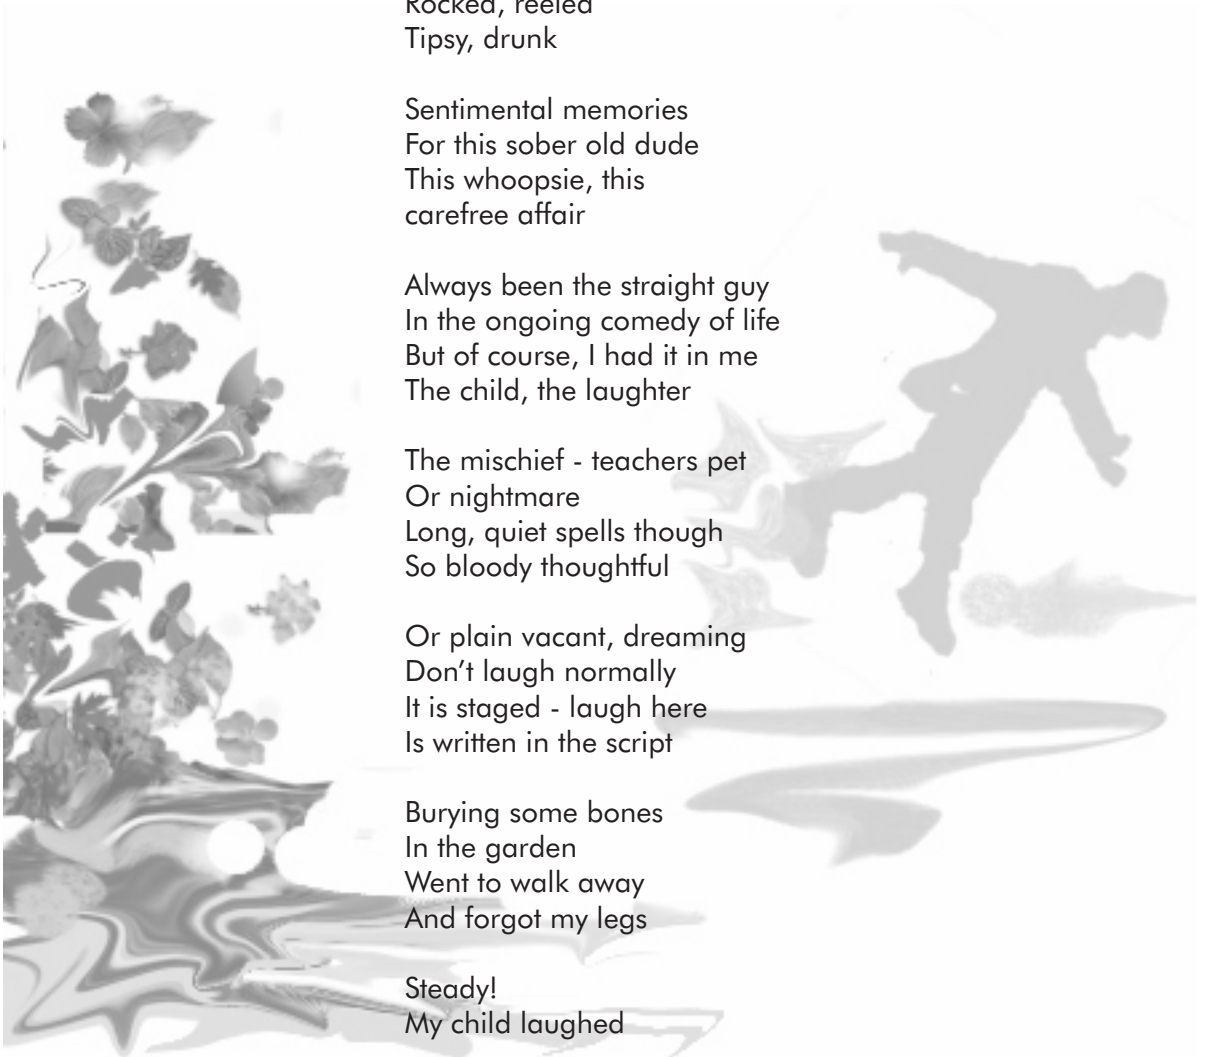 Rocked, reeled
Tipsy, drunk

Sentimental memories
For this sober old dude
This whoopsie, this
carefree affair

Always been the straight guy
In the ongoing comedy of life
But of course, I had it in me
The child, the laughter

The mischief - teachers pet
Or nightmare
Long, quiet spells though
So bloody thoughtful

Or plain vacant, dreaming
Don’t laugh normally
It is staged - laugh here
Is written in the script

Burying some bones
In the garden
Went to walk away
And forgot my legs

Steady!
My child laughed